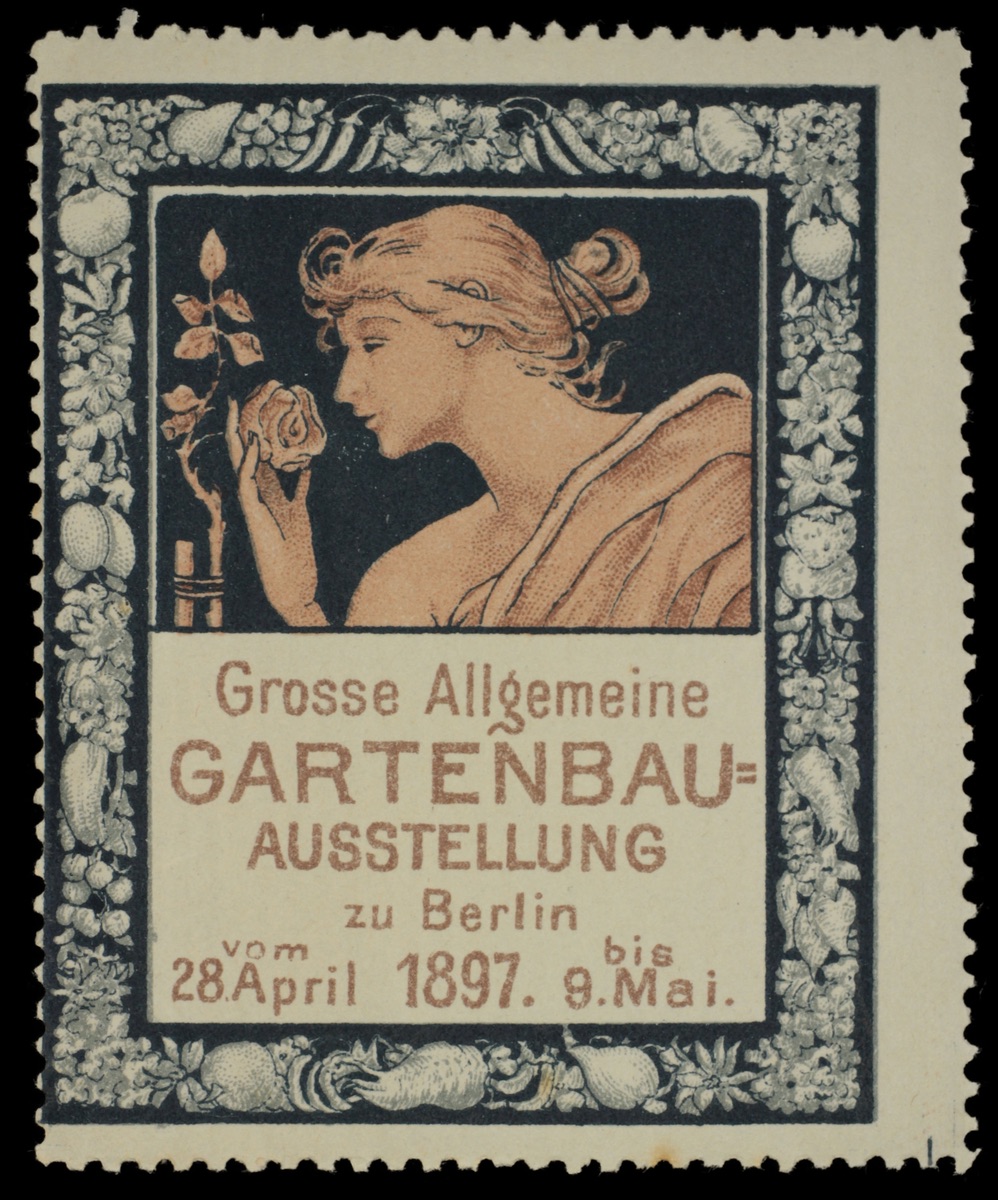 Grosse Allgemeine
GARTENBAU=
AUSSTELLUNG
zu Berlin
vom bis
28. April 1897. 9. Mai.